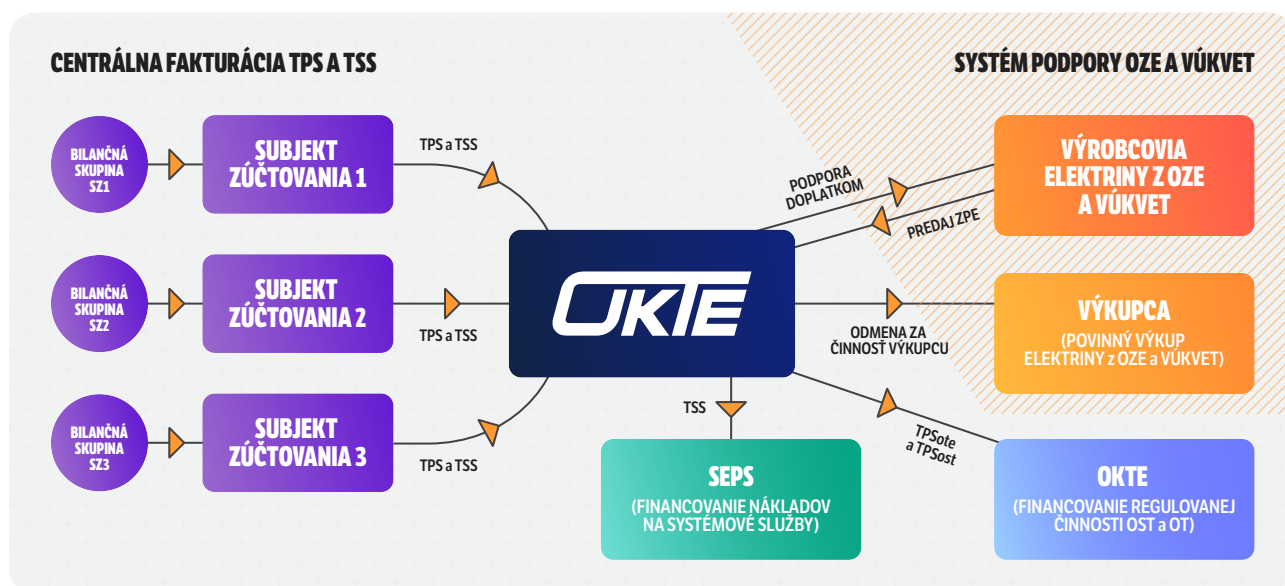 CENTRÁLNA FAKTURÁCIA TPS A TSS
SYSTÉM PODPORY OZE A VÚKVET
BILANČNÁ
SKUPINA
SZ1
SUBJEKT
ZÚČTOVANIA 1
TPS a TSS
PODPORA
DOPLATKOM
PREDAJ ZPE
VÝROBCOVIA
ELEKTRINY Z OZE
A VÚKVET
BILANČNÁ
SKUPINA
SZ2
SUBJEKT
ZÚČTOVANIA 2
TPS a TSS
OKTE
ODMENA ZA
ČINNOSŤ VÝKUPCU
VÝKUPCA
(POVINNÝ VÝKUP
ELEKTRINY z OZE a VÚKVET)
BILANČNÁ
SKUPINA
SZ3
SUBJEKT
ZÚČTOVANIA 3
TPS a TSS
TSS
TPSote
a TPSost
SEPS
(FINANCOVANIE NÁKLADOV
NA SYSTÉMOVÉ SLUŽBY)
OKTE
(FINANCOVANIE REGULOVANEJ
ČINNOSTI OST a OT)